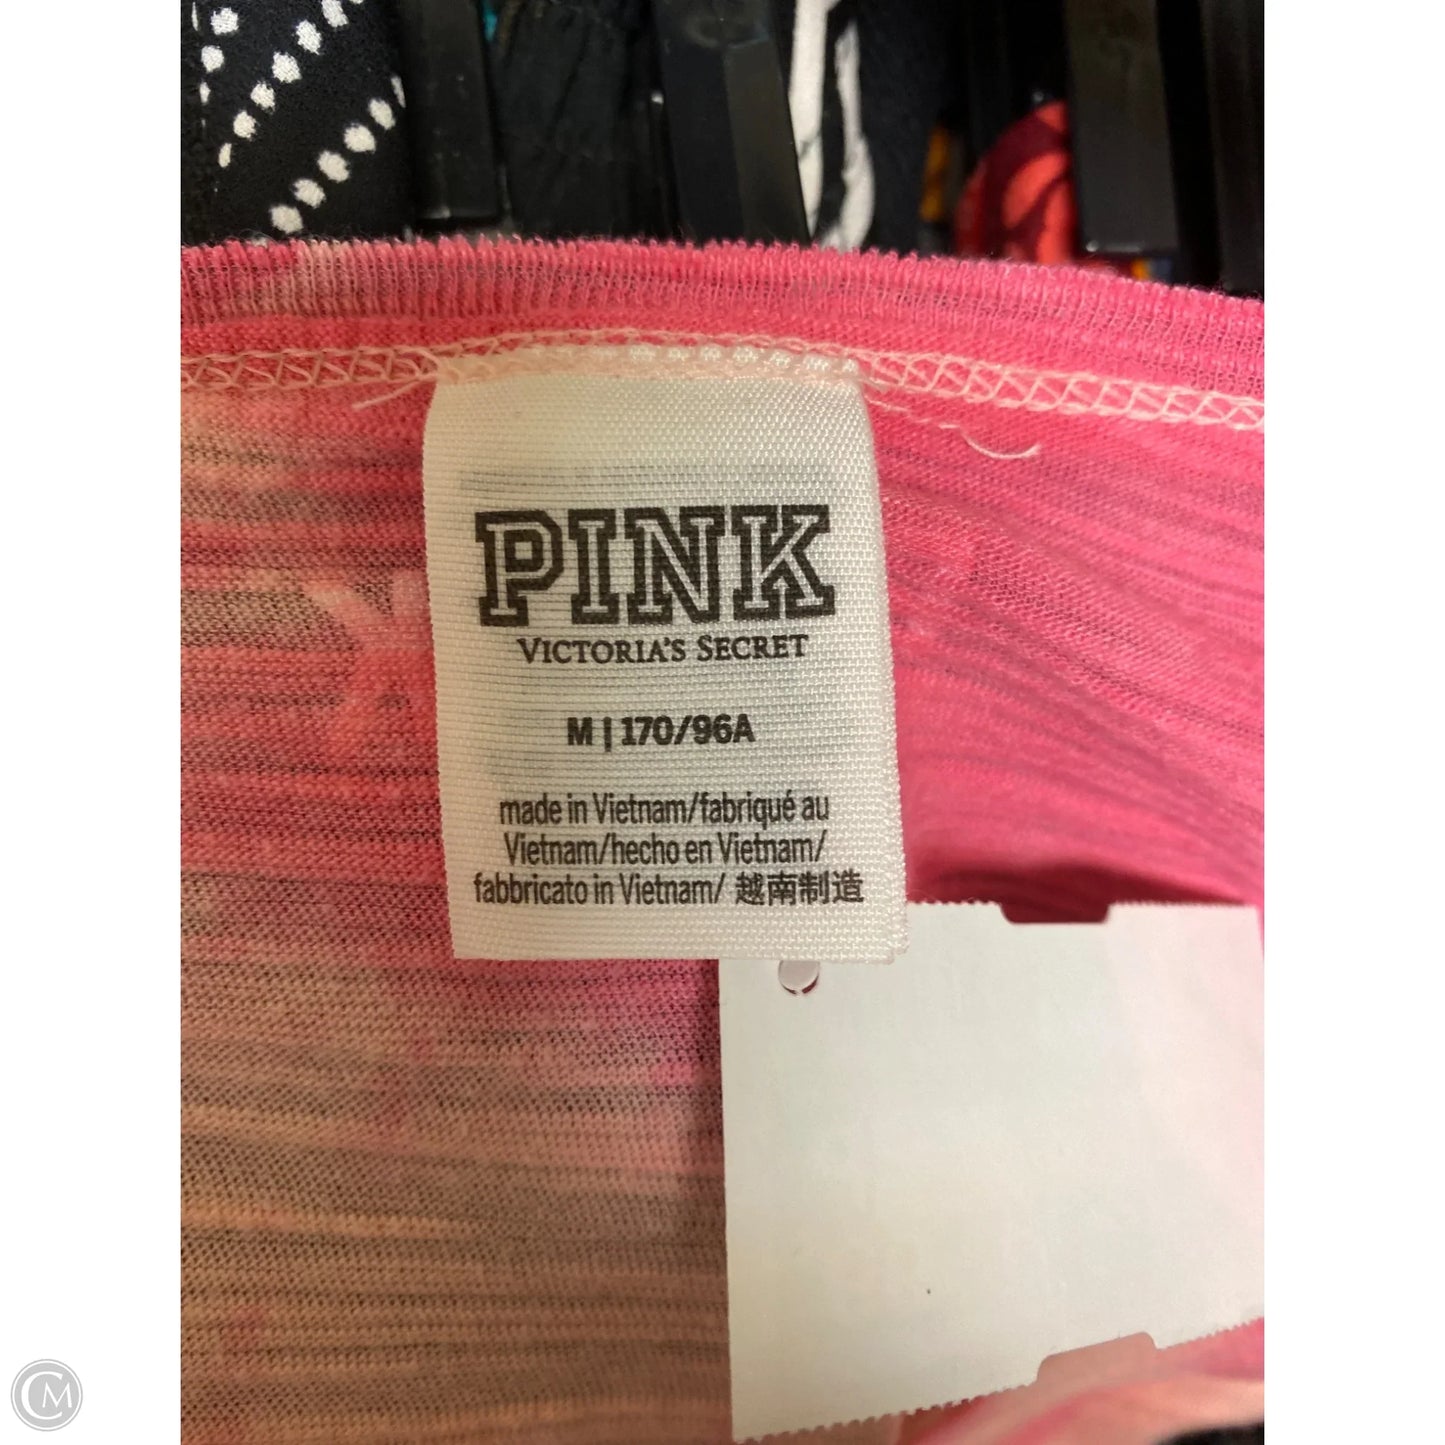 PINK
VICTORIA'S SECRET
M | 170/96A
made in Vietnam/fabriqué au
Vietnam/hecho en Vietnam/
fabbricato in Vietnam/ 越南制造
CM